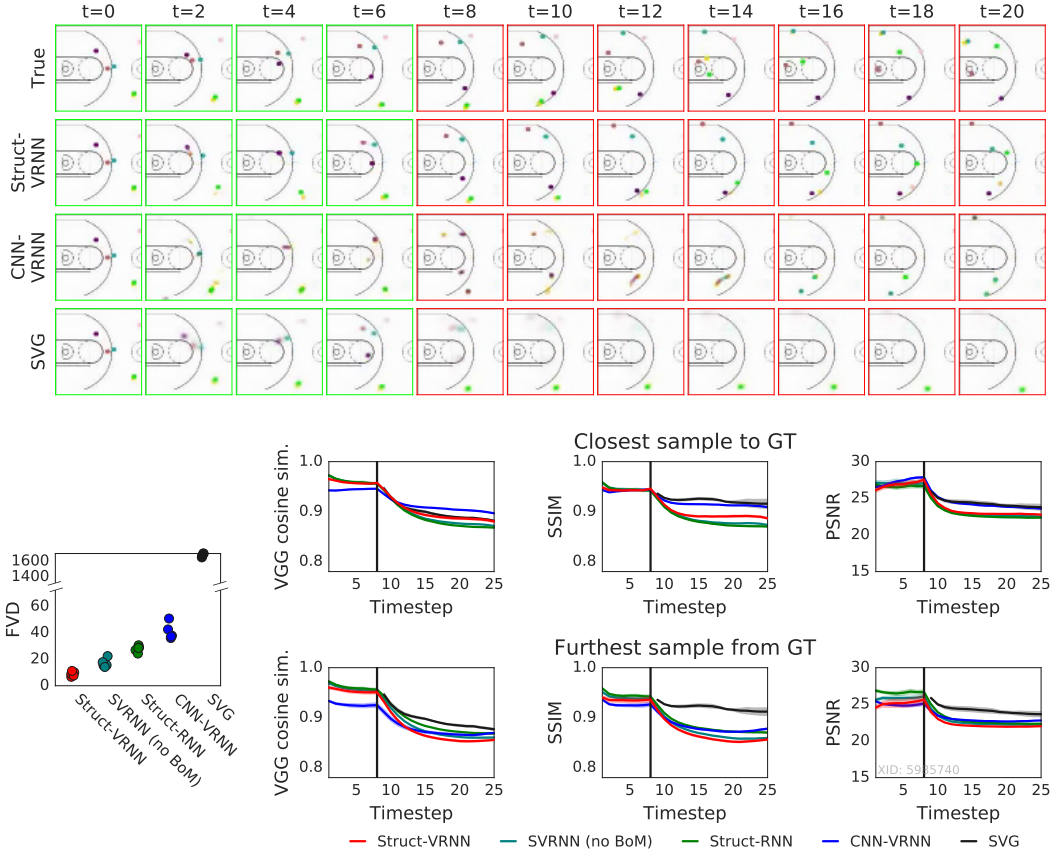 t=0 t=2 t=4 t=6 t=8 t=10 t=12 t=14 t=16 t=18 t=20
True
Struct-
VRNN
CNN-
VRNN
SVG
Closest sample to GT
VGG cosine sim.
1.0
0.9
0.8
5 10 15 20 25
Timestep
SSIM
1.0
0.9
0.8
5 10 15 20 25
Timestep
PSNR
30
25
20
15
5 10 15 20 25
Timestep
FVD
1600
1400
60
40
20
0
Struct-VRNN
SVRNN (no BoM)
Struct-RNN
CNN-VRNN
SVG
Furthest sample from GT
VGG cosine sim.
1.0
0.9
0.8
5 10 15 20 25
Timestep
SSIM
1.0
0.9
0.8
5 10 15 20 25
Timestep
PSNR
30
25
20
15
XID: 5985740
5 10 15 20 25
Timestep
Struct-VRNN SVRNN (no BoM) Struct-RNN CNN-VRNN SVG